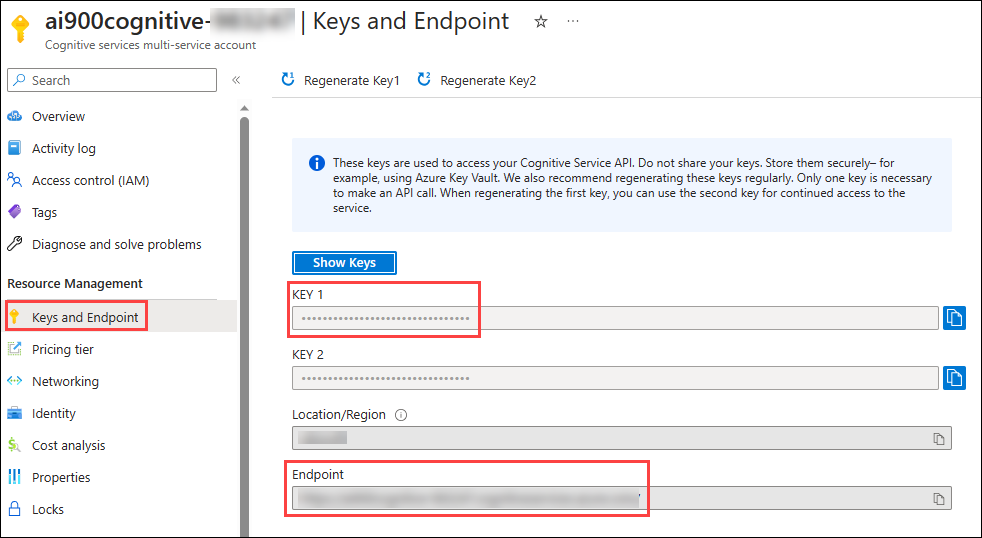 ai900cognitive- | Keys and Endpoint
Cognitive services multi-service account
Search
Regenerate Key1
Regenerate Key2
Overview
Activity log
Access control (IAM)
Tags
Diagnose and solve problems
Resource Management
Keys and Endpoint
Pricing tier
Networking
Identity
Cost analysis
Properties
Locks
These keys are used to access your Cognitive Service API. Do not share your keys. Store them securely– for
example, using Azure Key Vault. We also recommend regenerating these keys regularly. Only one key is necessary
to make an API call. When regenerating the first key, you can use the second key for continued access to the
service.
Show Keys
KEY 1
KEY 2
Location/Region
Endpoint